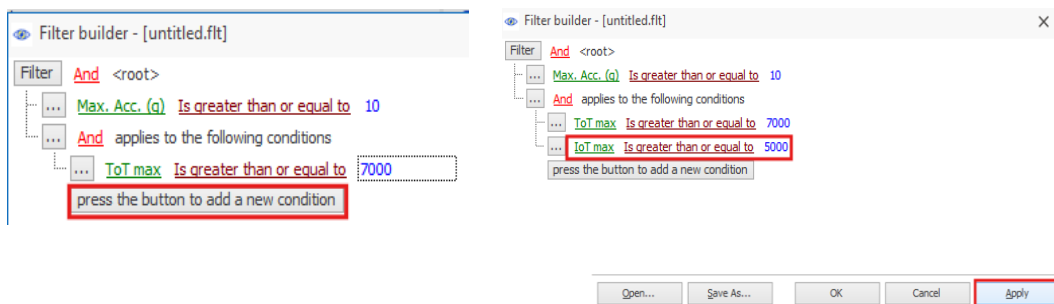 Filter builder - [untitled.flt]
Filter And <root>
... Max. Acc. (g) Is greater than or equal to 10
... And applies to the following conditions
... ToT max Is greater than or equal to 7000
press the button to add a new condition
Filter builder - [untitled.flt]
Filter And <root>
... Max. Acc. (g) Is greater than or equal to 10
... And applies to the following conditions
... ToT max Is greater than or equal to 7000
... IoT max Is greater than or equal to 5000
press the button to add a new condition
Open... Save As... OK Cancel Apply